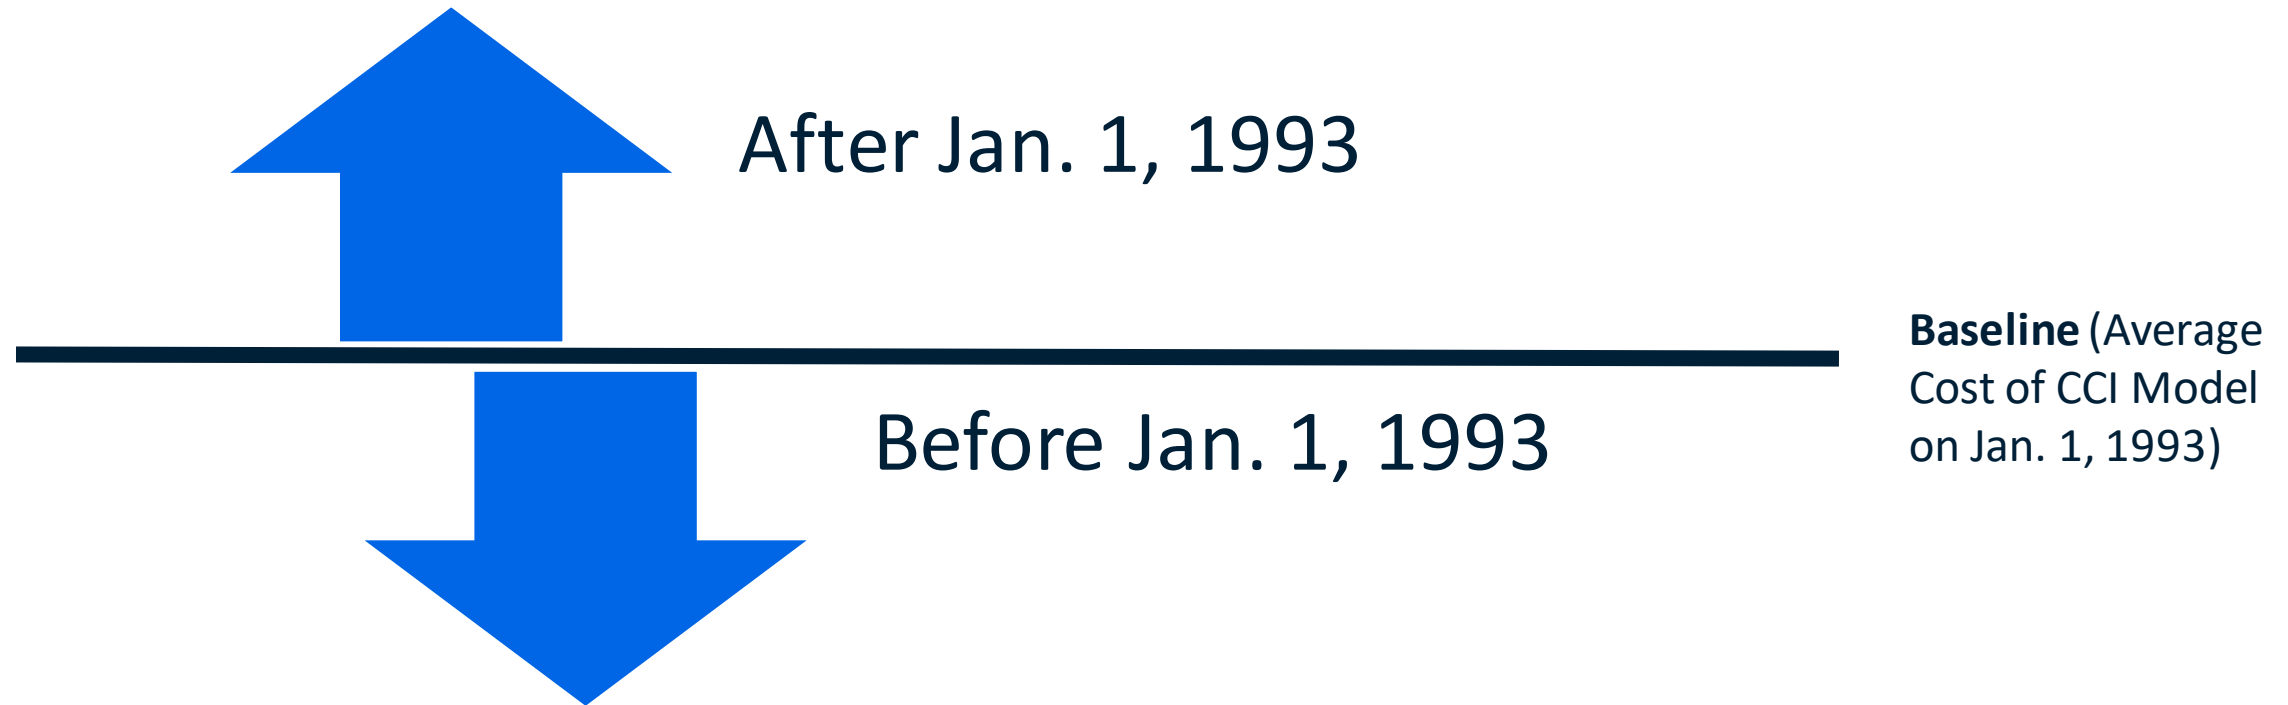 After Jan. 1, 1993
Baseline (Average
Cost of CCI Model
on Jan. 1, 1993)
Before Jan. 1, 1993